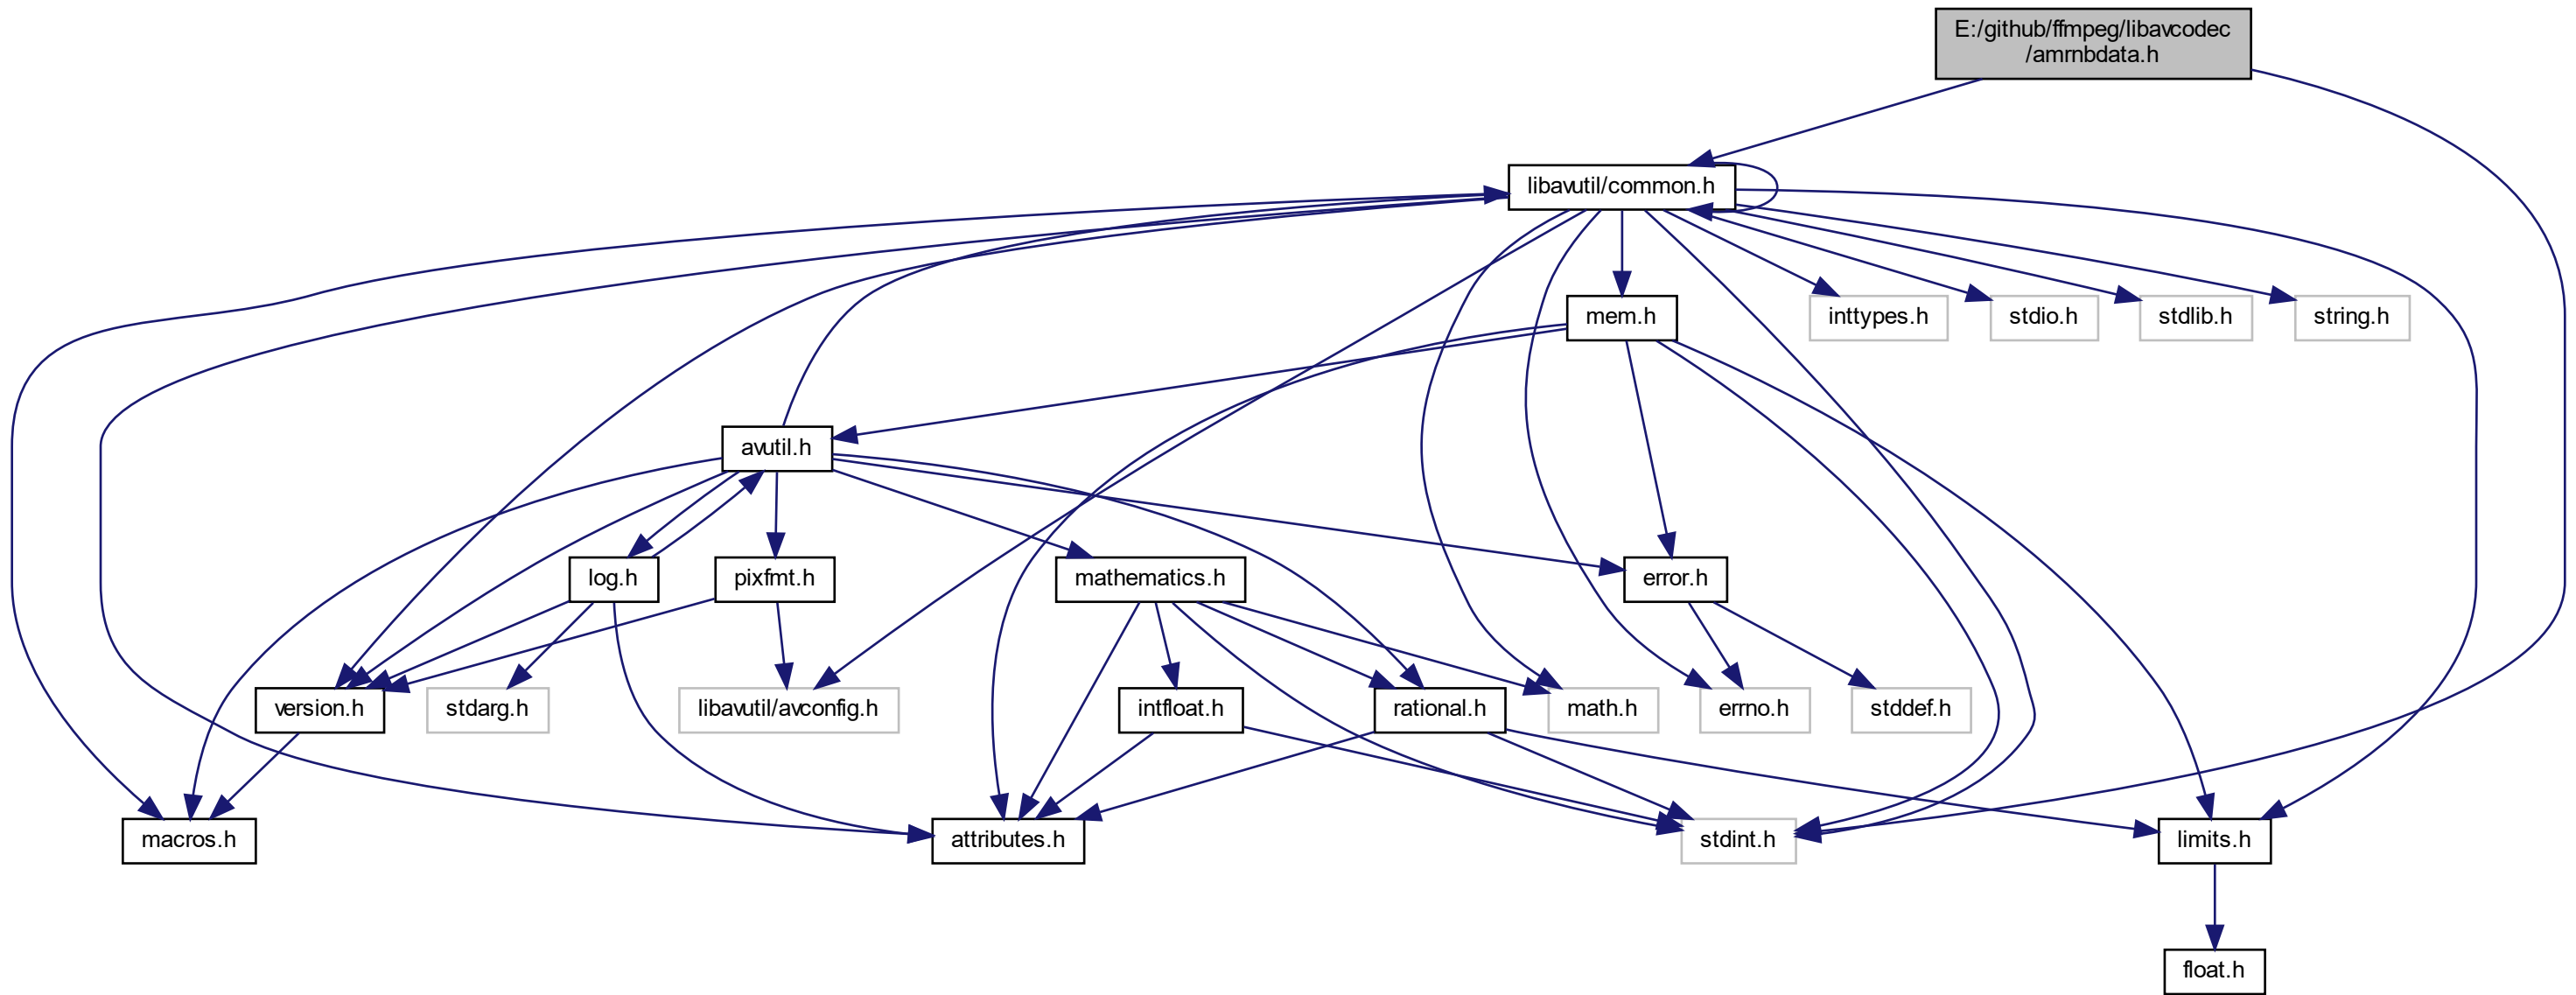 E:/github/ffmpeg/libavcodec
/amrnbdata.h
libavutil/common.h
mem.h
inttypes.h
stdio.h
stdlib.h
string.h
avutil.h
log.h
pixfmt.h
mathematics.h
error.h
version.h
stdarg.h
libavutil/avconfig.h
intfloat.h
rational.h
math.h
errno.h
stddef.h
macros.h
attributes.h
stdint.h
limits.h
float.h